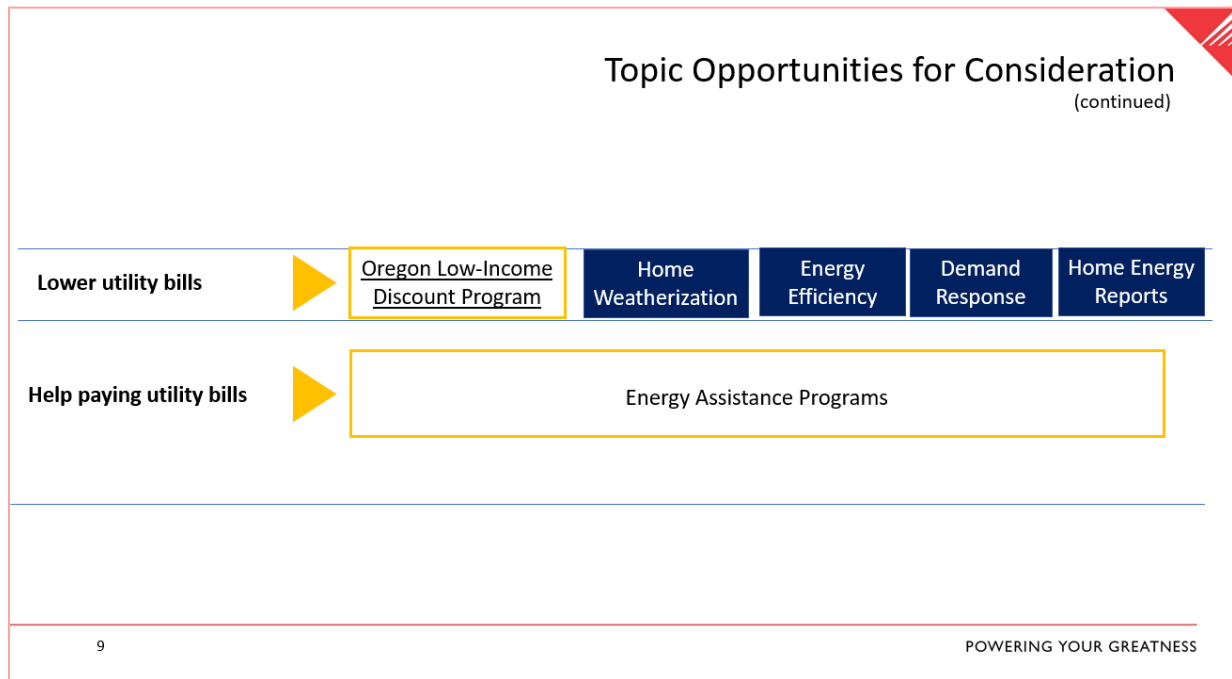 Topic Opportunities for Consideration
(continued)
Lower utility bills
Oregon Low-Income
Discount Program
Home
Weatherization
Energy
Efficiency
Demand
Response
Home Energy
Reports
Help paying utility bills
Energy Assistance Programs
9
POWERING YOUR GREATNESS